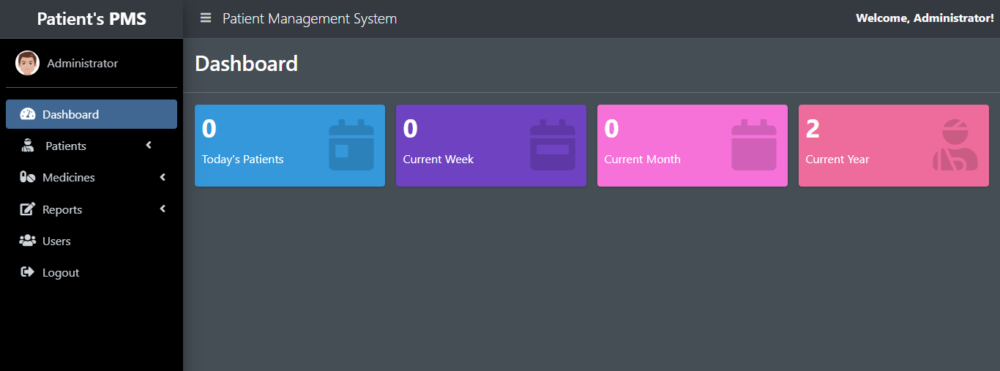 Patient's PMS
Patient Management System
Welcome, Administrator!
Administrator
Dashboard
Patients
Medicines
Reports
Users
Logout
Dashboard
0
Today's Patients
0
Current Week
0
Current Month
2
Current Year